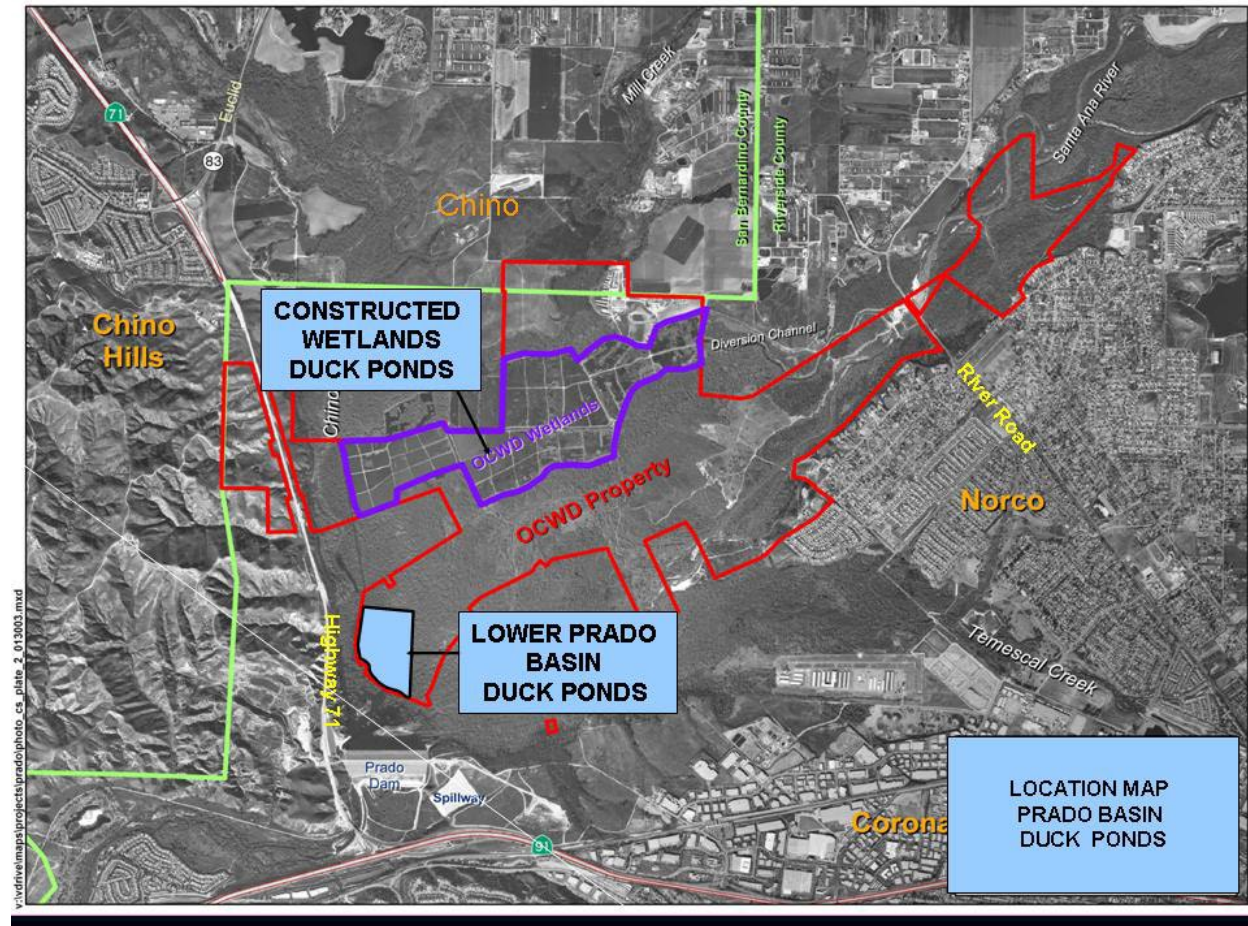 71
Euclid
83
Mill Creek
Chino
San Bernardino County
Riverside County
Santa Ana River
Chino
Hills
CONSTRUCTED
WETLANDS
DUCK PONDS
Diversion Channel
Chino
OCWD Wetlands
River Road
OCWD Property
Norco
Highway 71
LOWER PRADO
BASIN
DUCK PONDS
Temescal Creek
Prado
Dam
Spillway
91
Corona
LOCATION MAP
PRADO BASIN
DUCK PONDS
v:\vdrive\maps\projects\prado\photo_cs_plate_2_013003.mxd